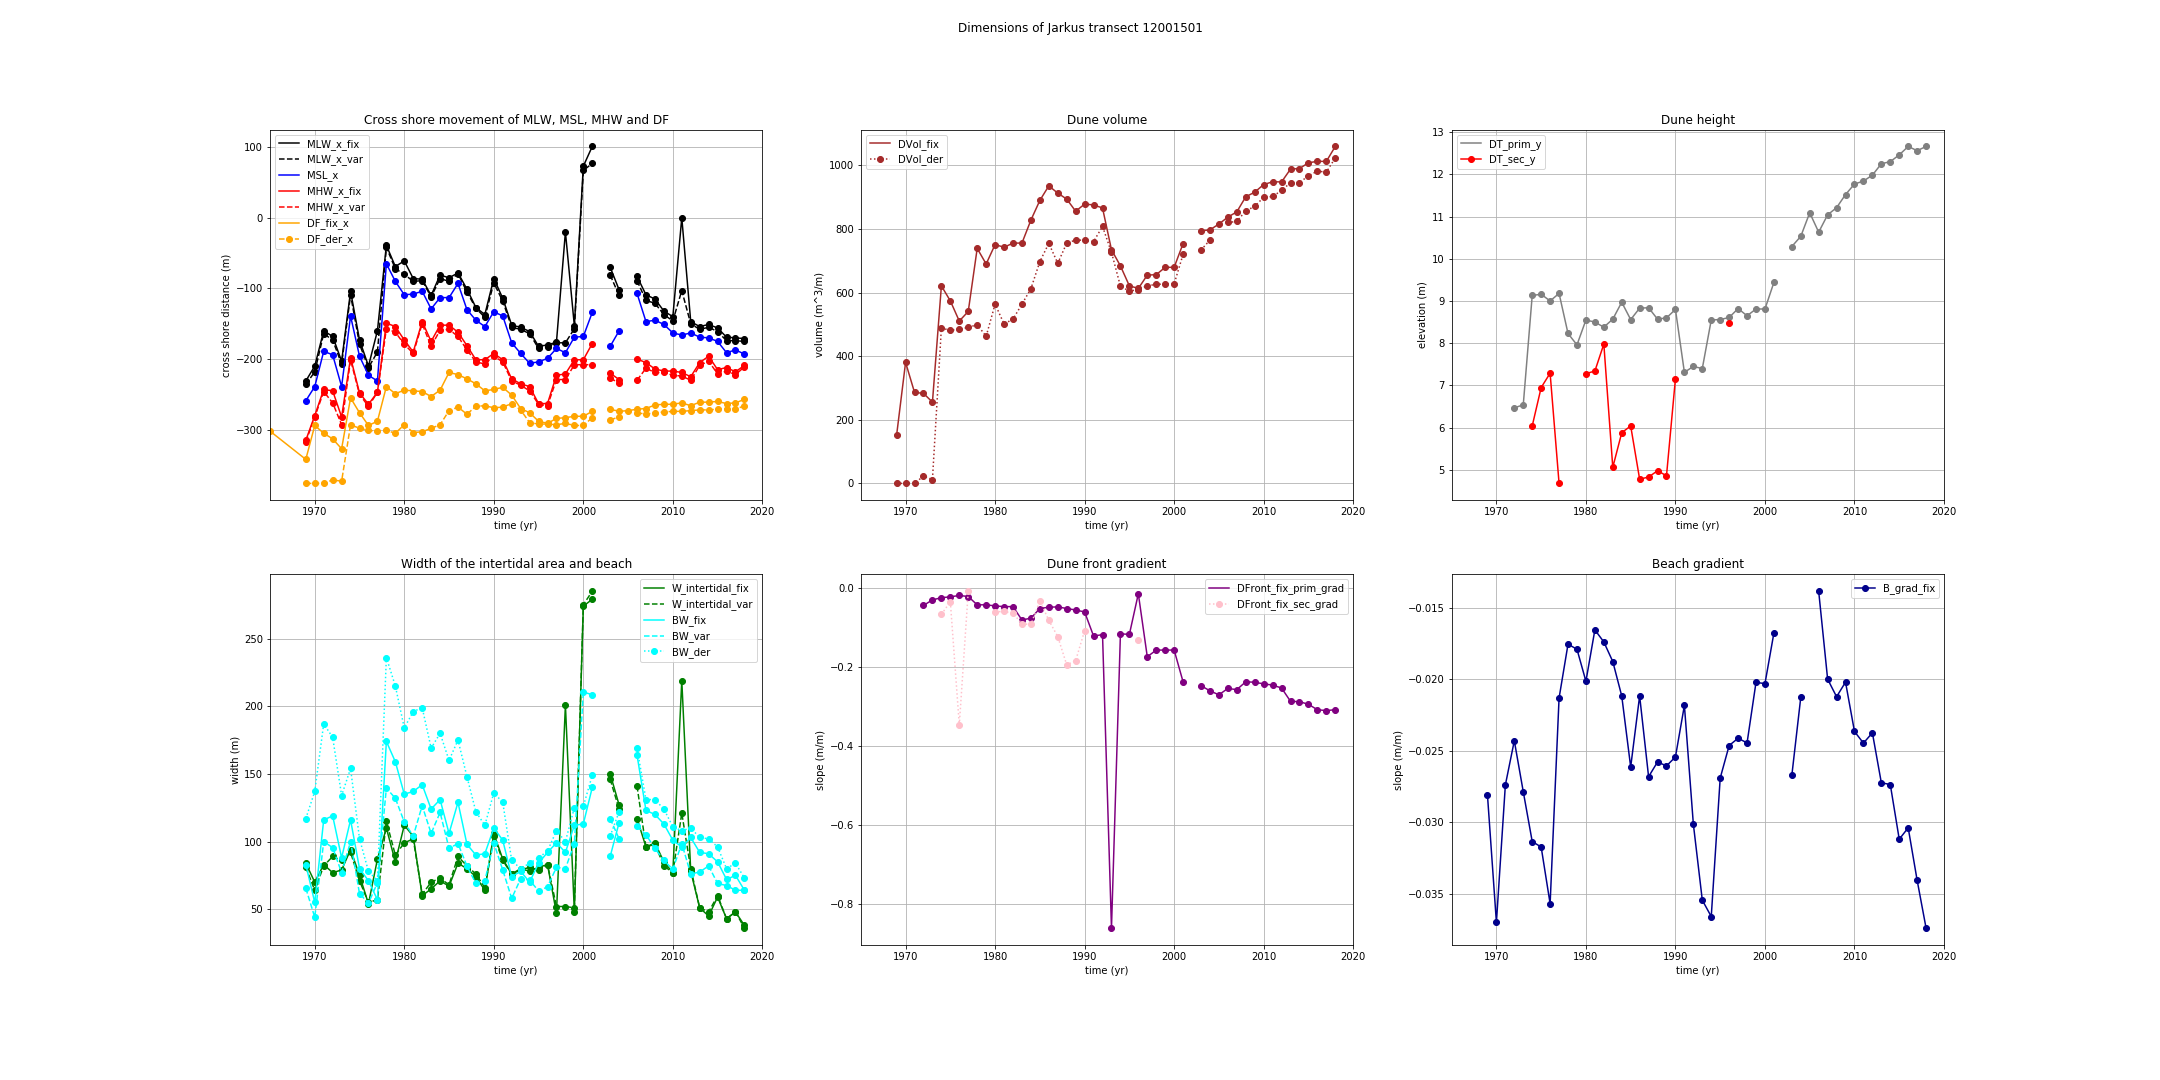 Dimensions of Jarkus transect 12001501
Cross shore movement of MLW, MSL, MHW and DF
cross shore distance (m)
100
0
−100
−200
−300
MLW_x_fix
MLW_x_var
MSL_x
MHW_x_fix
MHW_x_var
DF_fix_x
DF_der_x
1970 1980 1990 2000 2010 2020
time (yr)
Dune volume
volume (m^3/m)
1000
800
600
400
200
0
DVol_fix
DVol_der
1970 1980 1990 2000 2010 2020
time (yr)
Dune height
elevation (m)
13
12
11
10
9
8
7
6
5
DT_prim_y
DT_sec_y
1970 1980 1990 2000 2010 2020
time (yr)
Width of the intertidal area and beach
width (m)
250
200
150
100
50
W_intertidal_fix
W_intertidal_var
BW_fix
BW_var
BW_der
1970 1980 1990 2000 2010 2020
time (yr)
Dune front gradient
slope (m/m)
0.0
−0.2
−0.4
−0.6
−0.8
DFront_fix_prim_grad
DFront_fix_sec_grad
1970 1980 1990 2000 2010 2020
time (yr)
Beach gradient
slope (m/m)
−0.015
−0.020
−0.025
−0.030
−0.035
B_grad_fix
1970 1980 1990 2000 2010 2020
time (yr)